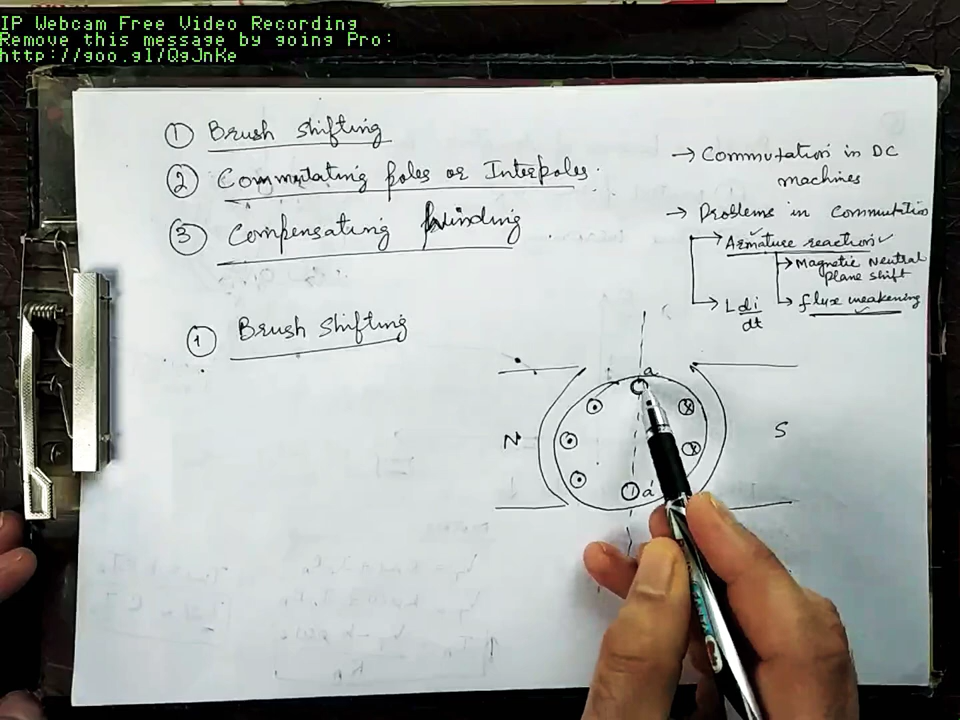 IP Webcam Free Video Recording
Remove this message by going Pro:
http://goo.gl/QgJnKe
① Brush shifting
② Commutating poles or Interpoles.
③ Compensating Winding
① Brush shifting
→ Commutation in DC
machines
→ Problems in Commutation
→ Armature reaction
→ Magnetic Neutral
Plane shift
→ flux weakening
→ L di/dt
a
N
S
a'